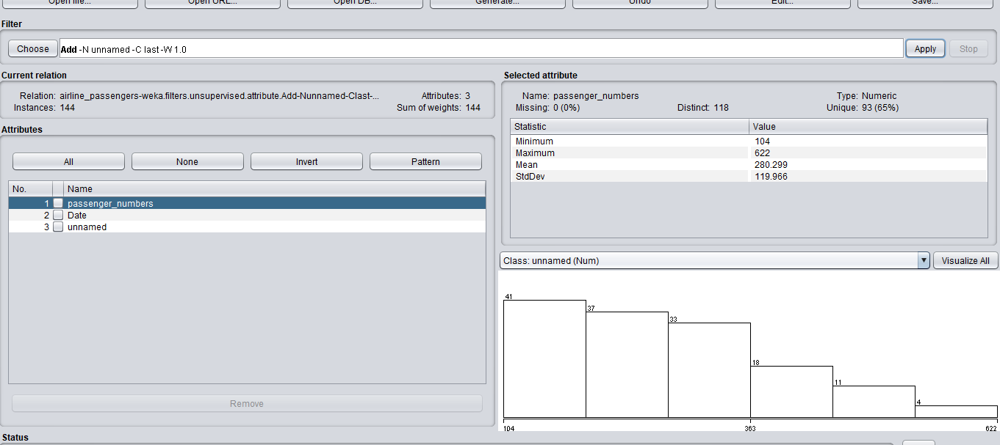 Open file... Open URL... Open DB... Generate... Undo Edit... Save...
Filter
Choose Add -N unnamed -C last -W 1.0 Apply Stop
Current relation
Relation: airline_passengers-weka.filters.unsupervised.attribute.Add-Nunnamed-Clast-... Attributes: 3
Instances: 144 Sum of weights: 144
Attributes
All None Invert Pattern
No. Name
1 passenger_numbers
2 Date
3 unnamed
Remove
Selected attribute
Name: passenger_numbers Type: Numeric
Missing: 0 (0%) Distinct: 118 Unique: 93 (65%)
Statistic Value
Minimum 104
Maximum 622
Mean 280.299
StdDev 119.966
Class: unnamed (Num) Visualize All
41
37
33
18
11
4
104 363 622
Status